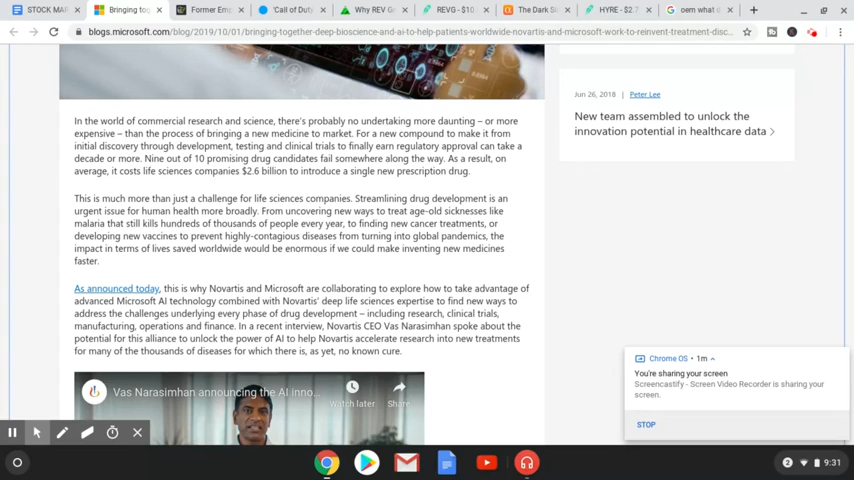 STOCK MAR
Bringing tog
Former Emp
'Call of Duty
Why REV G
REVG - $10
The Dark Si
HYRE - $2.7
oem what d
blogs.microsoft.com/blog/2019/10/01/bringing-together-deep-bioscience-and-ai-to-help-patients-worldwide-novartis-and-microsoft-work-to-reinvent-treatment-disc...
In the world of commercial research and science, there's probably no undertaking more daunting – or more
expensive – than the process of bringing a new medicine to market. For a new compound to make it from
initial discovery through development, testing and clinical trials to finally earn regulatory approval can take a
decade or more. Nine out of 10 promising drug candidates fail somewhere along the way. As a result, on
average, it costs life sciences companies $2.6 billion to introduce a single new prescription drug.
This is much more than just a challenge for life sciences companies. Streamlining drug development is an
urgent issue for human health more broadly. From uncovering new ways to treat age-old sicknesses like
malaria that still kills hundreds of thousands of people every year, to finding new cancer treatments, or
developing new vaccines to prevent highly-contagious diseases from turning into global pandemics, the
impact in terms of lives saved worldwide would be enormous if we could make inventing new medicines
faster.
As announced today, this is why Novartis and Microsoft are collaborating to explore how to take advantage of
advanced Microsoft AI technology combined with Novartis' deep life sciences expertise to find new ways to
address the challenges underlying every phase of drug development – including research, clinical trials,
manufacturing, operations and finance. In a recent interview, Novartis CEO Vas Narasimhan spoke about the
potential for this alliance to unlock the power of AI to help Novartis accelerate research into new treatments
for many of the thousands of diseases for which there is, as yet, no known cure.
Vas Narasimhan announcing the AI inno...
Watch later
Share
Jun 26, 2018 | Peter Lee
New team assembled to unlock the
innovation potential in healthcare data
Chrome OS • 1m
You're sharing your screen
Screencastify - Screen Video Recorder is sharing your
screen.
STOP
2
9:31